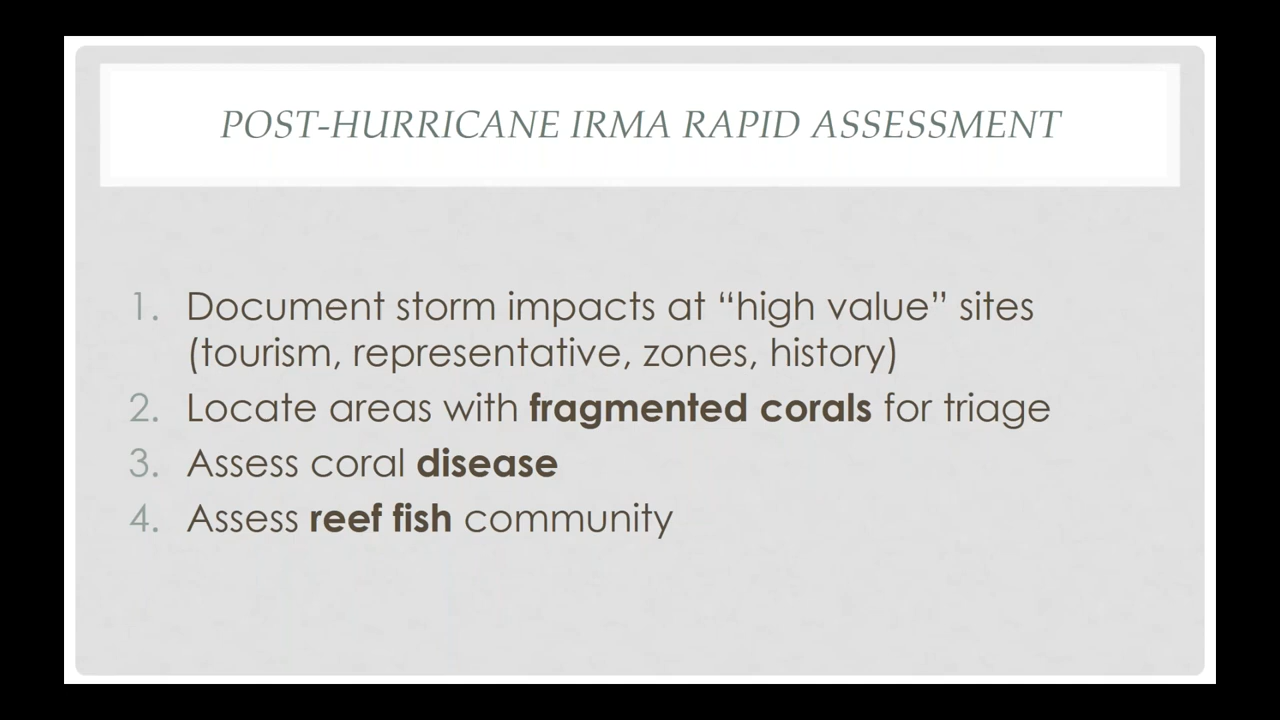 POST-HURRICANE IRMA RAPID ASSESSMENT
1. Document storm impacts at “high value” sites
(tourism, representative, zones, history)
2. Locate areas with fragmented corals for triage
3. Assess coral disease
4. Assess reef fish community